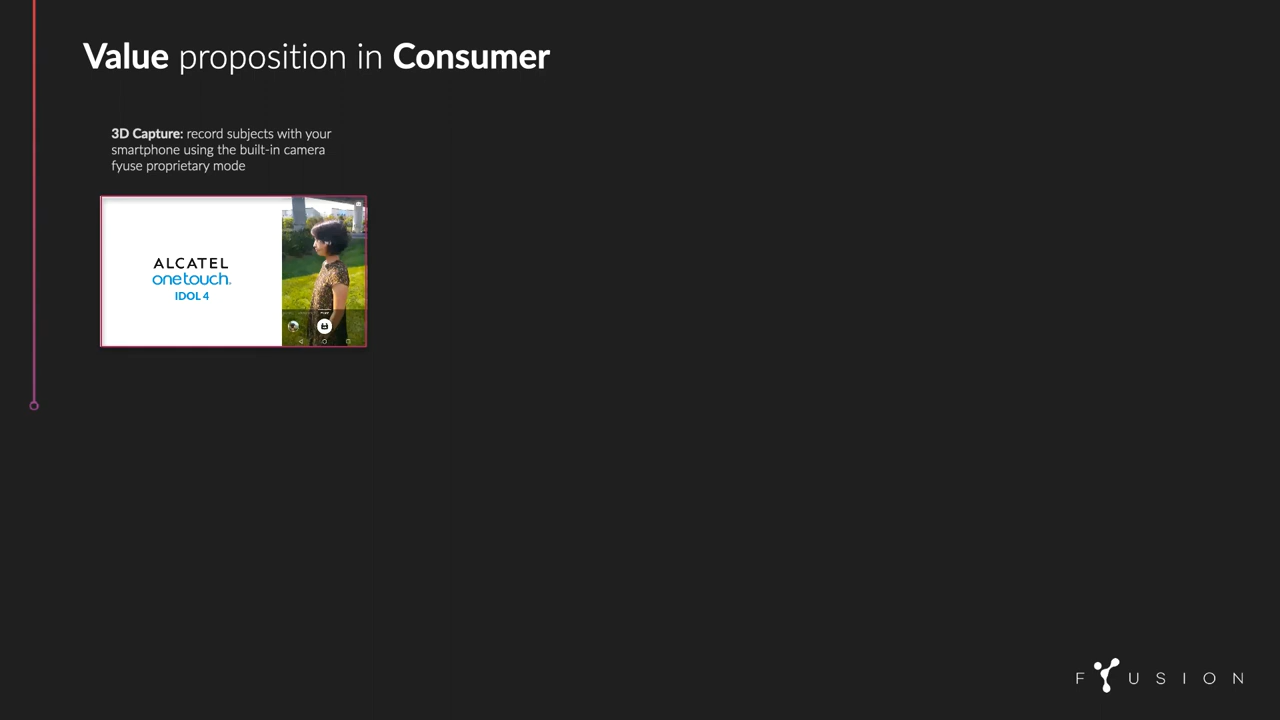 Value proposition in Consumer
3D Capture: record subjects with your
smartphone using the built-in camera
fyuse proprietary mode
ALCATEL
onetouch.
IDOL 4
FYUSION